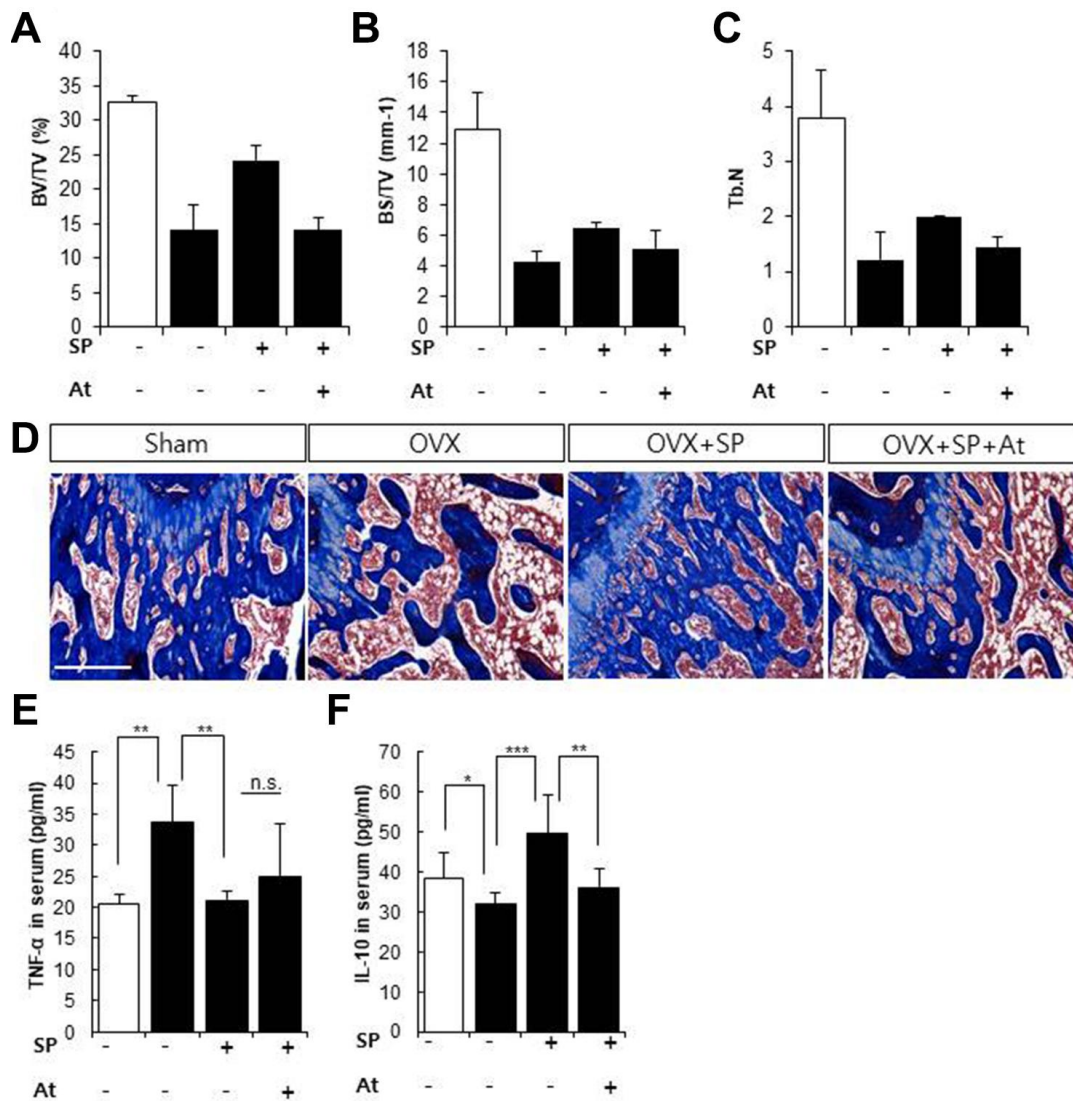 A
BV/TV (%)
40
35
30
25
20
15
10
5
0
SP - - + +
At - - - +
B
BS/TV (mm-1)
18
16
14
12
10
8
6
4
2
0
- - + +
- - - +
C
Tb.N
5
4
3
2
1
0
SP - - + +
At - - - +
D
Sham OVX OVX+SP OVX+SP+At
E
TNF-α in serum (pg/ml)
45
40
35
30
25
20
15
10
5
0
** ** n.s.
SP - - + +
At - - - +
F
IL-10 in serum (pg/ml)
70
60
50
40
30
20
10
0
* *** **
SP - - + +
At - - - +